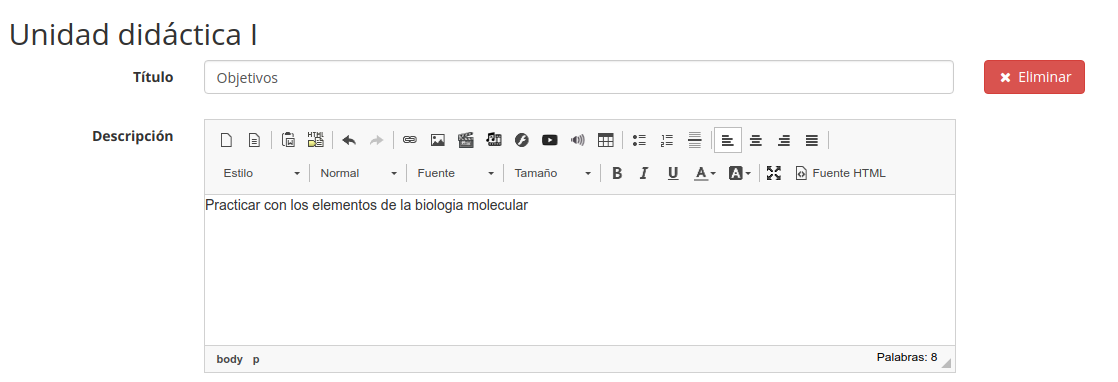 Unidad didáctica I
Título
Objetivos
Eliminar
Descripción
HTML
Estilo
Normal
Fuente
Tamaño
B I U A A Fuente HTML
Practicar con los elementos de la biologia molecular
body p
Palabras: 8